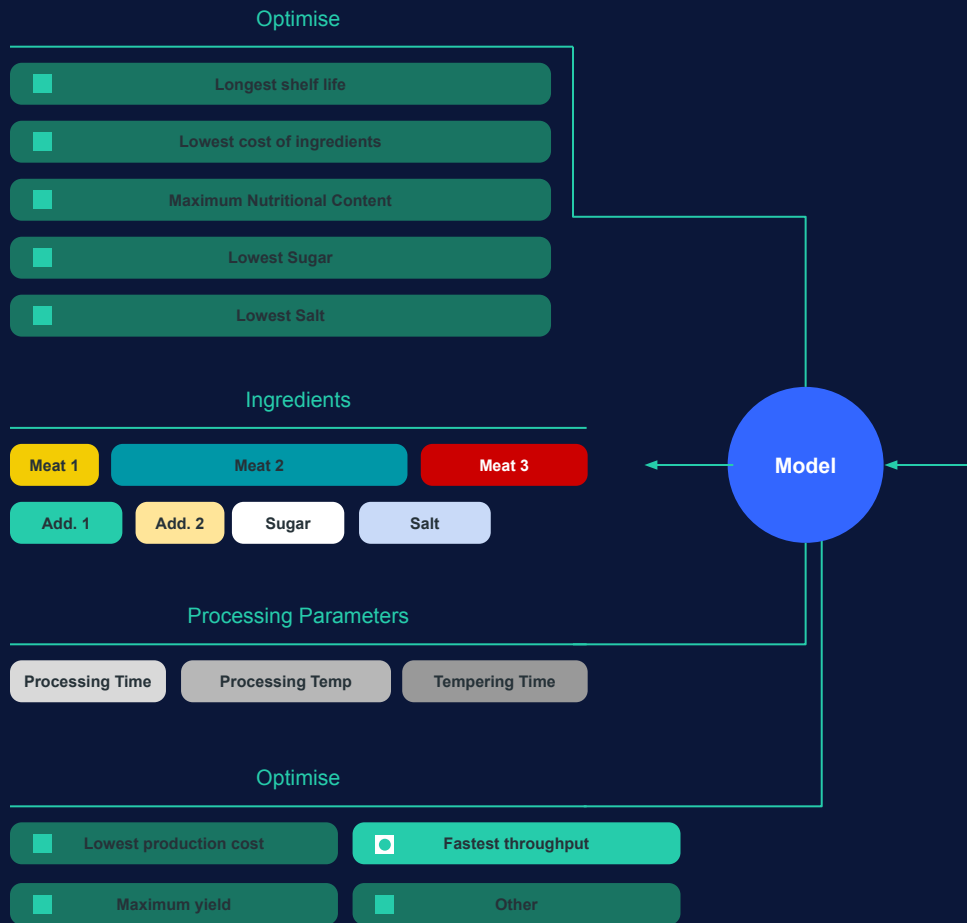 Optimise
Longest shelf life
Lowest cost of ingredients
Maximum Nutritional Content
Lowest Sugar
Lowest Salt
Ingredients
Meat 1 Meat 2 Meat 3
Add. 1 Add. 2 Sugar Salt
Model
Processing Parameters
Processing Time Processing Temp Tempering Time
Optimise
Lowest production cost Fastest throughput
Maximum yield Other